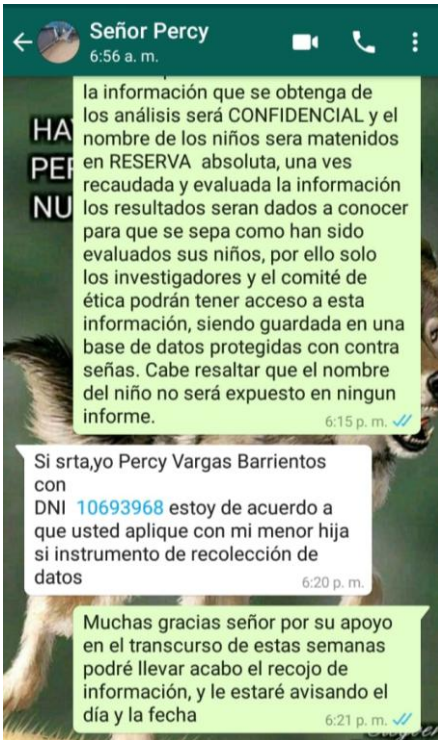 Señor Percy
6:56 a. m.
HA
PER
NU
la información que se obtenga de
los análisis será CONFIDENCIAL y el
nombre de los niños sera matenidos
en RESERVA absoluta, una ves
recaudada y evaluada la información
los resultados seran dados a conocer
para que se sepa como han sido
evaluados sus niños, por ello solo
los investigadores y el comité de
ética podrán tener acceso a esta
información, siendo guardada en una
base de datos protegidas con contra
señas. Cabe resaltar que el nombre
del niño no será expuesto en ningun
informe.
6:15 p. m.
Si srta,yo Percy Vargas Barrientos
con
DNI 10693968 estoy de acuerdo a
que usted aplique con mi menor hija
si instrumento de recolección de
datos
6:20 p. m.
Muchas gracias señor por su apoyo
en el transcurso de estas semanas
podré llevar acabo el recojo de
información, y le estaré avisando el
día y la fecha
6:21 p. m.